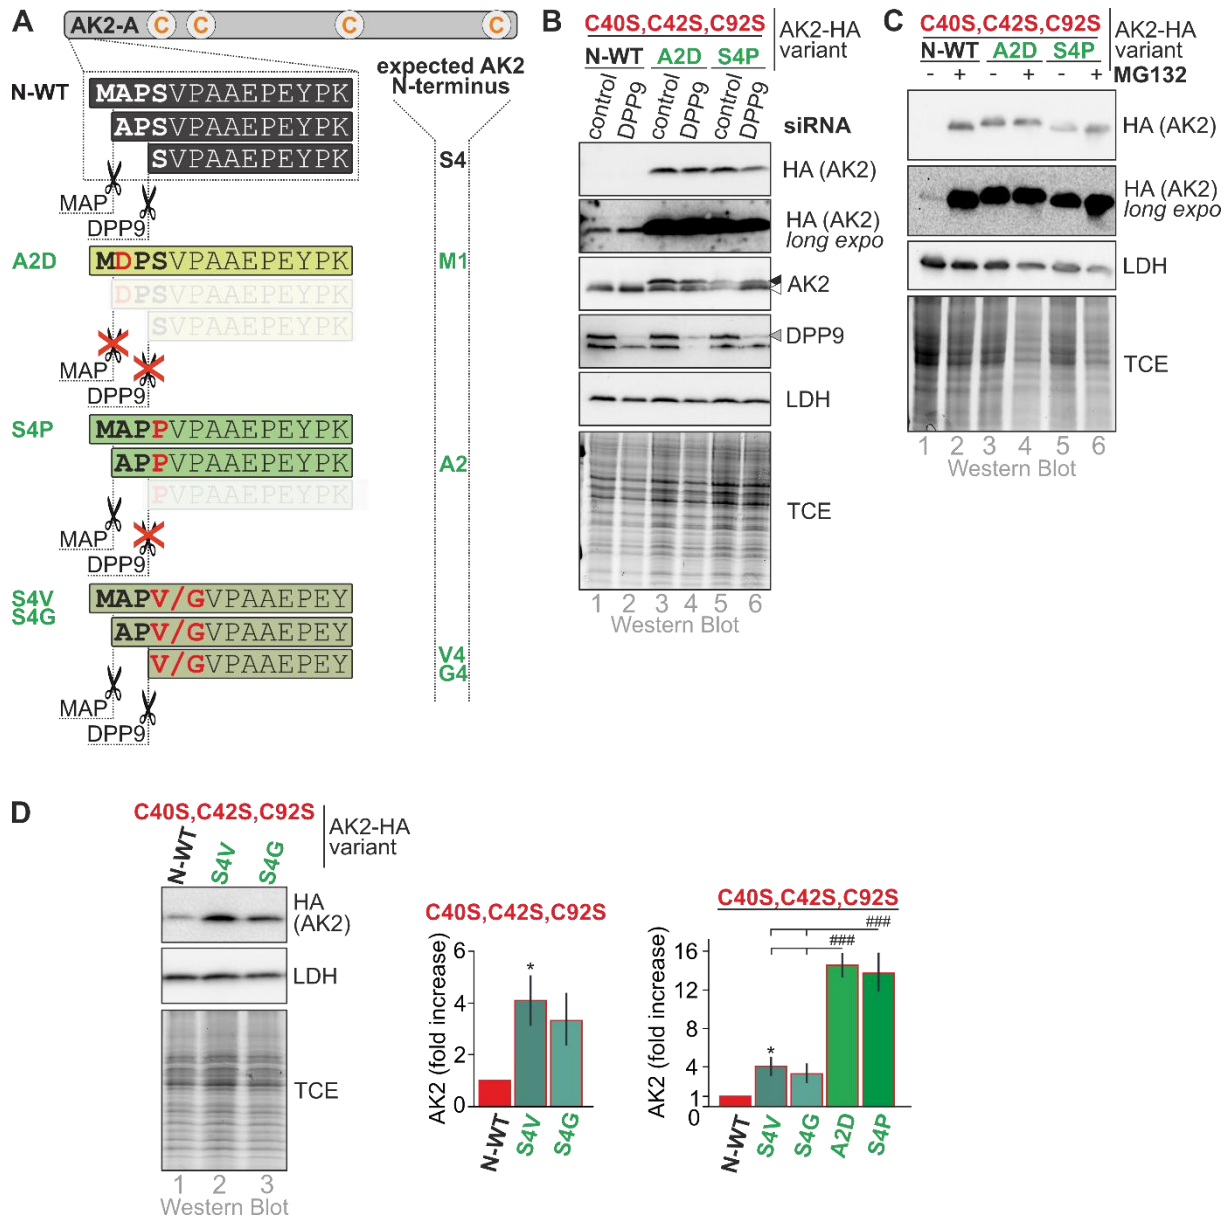 A
AK2-A C C C C
N-WT
MAPSVPAAEPEYPK
APSVPAAEPEYPK
SVPAAEPEYPK
MAP
DPP9
expected AK2
N-terminus
S4
A2D
MDPSVPAAEPEYPK
DPSVPAAEPEYPK
SVPAAEPEYPK
MAP
DPP9
M1
S4P
MAPPVPAAEPEYPK
APPVPAAEPEYPK
PVPAAEPEYPK
MAP
DPP9
A2
S4V
S4G
MAPV/GVPAAEPEY
APV/GVPAAEPEY
V/GVPAAEPEY
MAP
DPP9
V4
G4
B
C40S,C42S,C92S
AK2-HA
variant
N-WT A2D S4P
control DPP9 control DPP9 control DPP9
siRNA
HA (AK2)
HA (AK2)
long expo
AK2
DPP9
LDH
TCE
1 2 3 4 5 6
Western Blot
C
C40S,C42S,C92S
AK2-HA
variant
N-WT A2D S4P
- + - + - + MG132
HA (AK2)
HA (AK2)
long expo
LDH
TCE
1 2 3 4 5 6
Western Blot
D
C40S,C42S,C92S
AK2-HA
variant
N-WT S4V S4G
HA
(AK2)
LDH
TCE
1 2 3
Western Blot
C40S,C42S,C92S
AK2 (fold increase)
6
4
2
0
*
N-WT S4V S4G
C40S,C42S,C92S
AK2 (fold increase)
16
12
8
4
1
0
*
###
###
N-WT S4V S4G A2D S4P